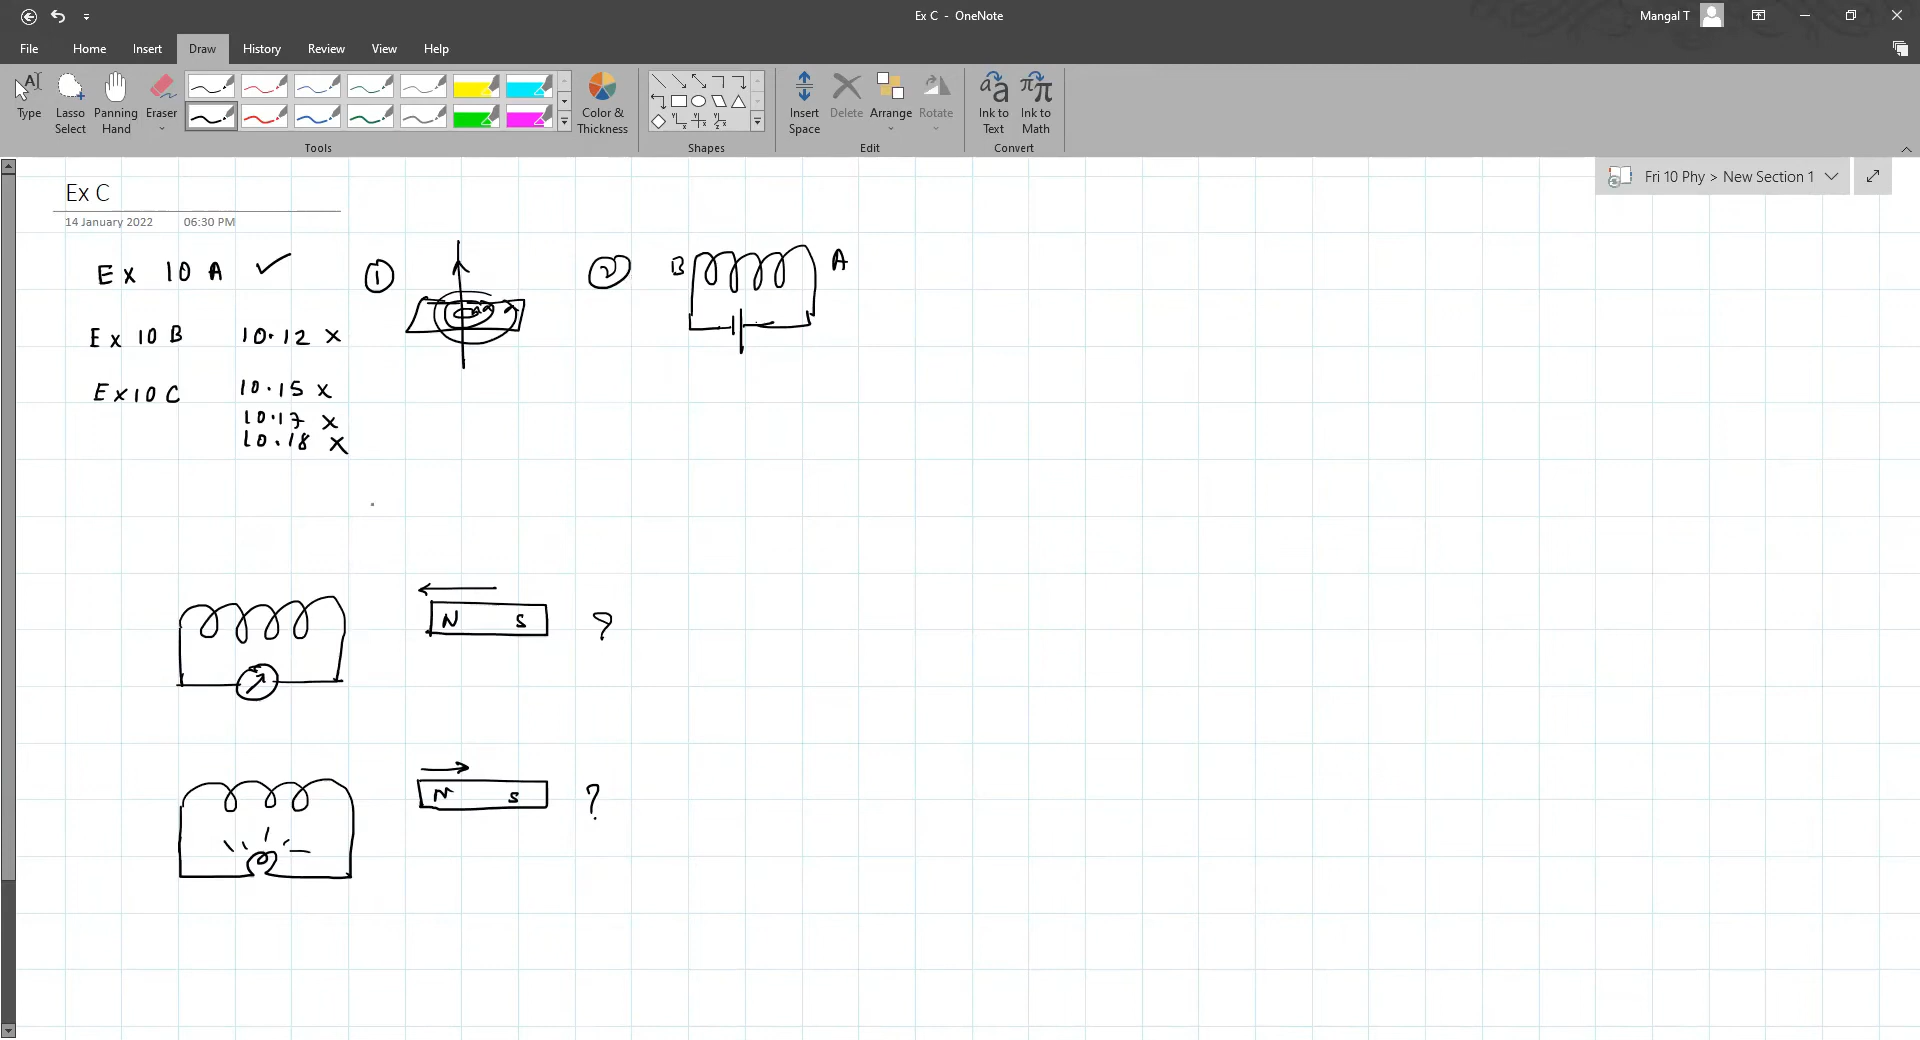 Ex C - OneNote
Mangal T
File Home Insert Draw History Review View Help
Type
Lasso Select
Panning Hand
Eraser
Color & Thickness
Insert Space
Delete
Arrange
Rotate
Ink to Text
Ink to Math
Tools
Shapes
Edit
Convert
Fri 10 Phy > New Section 1
Ex C
14 January 2022 06:30 PM
Ex 10 A ✓
1
2
B A
Ex 10 B 10.12 x
Ex 10 C 10.15 x
10.17 x
10.18 x
N S ?
N S ?